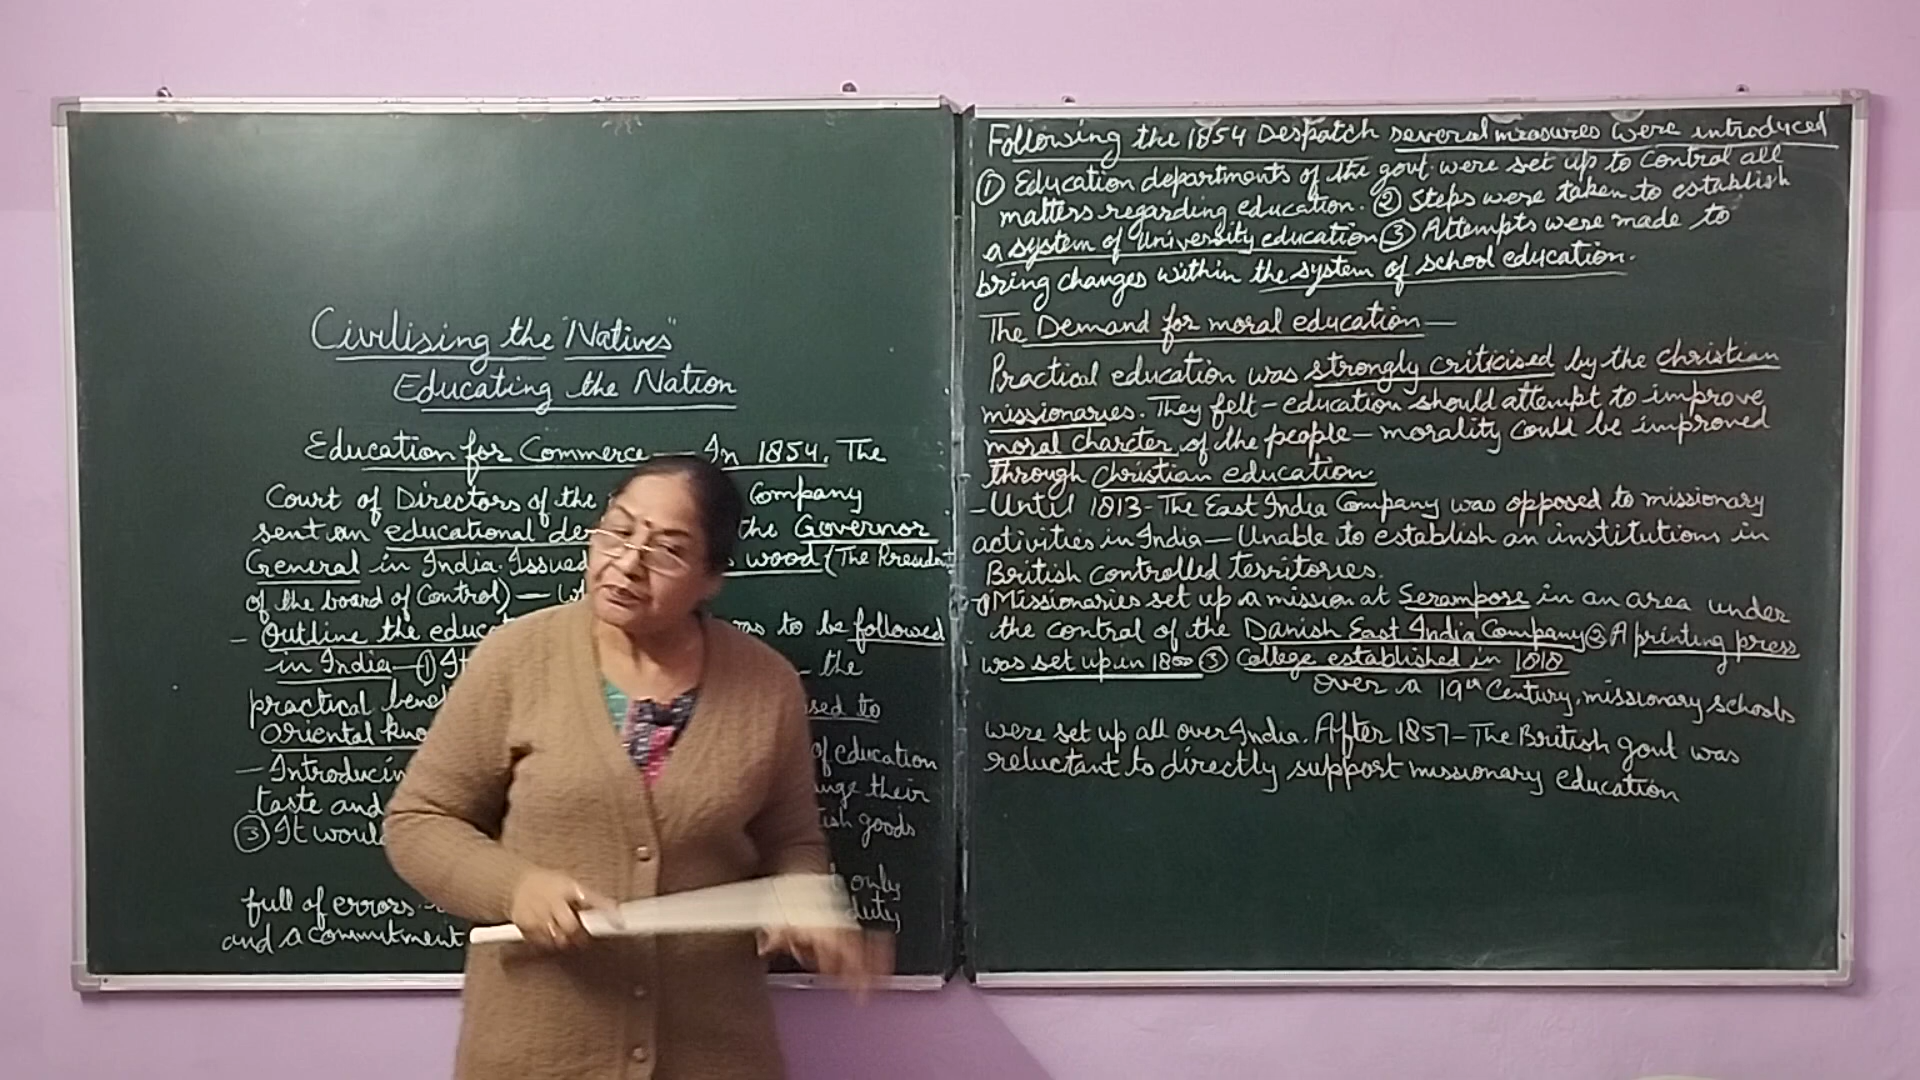 Civilising the "Natives"
Educating the Nation
Education for Commerce — In 1854. The
Court of Directors of the Company
sent an educational the Governor
General in India. Issued wood (The President
of the board of Control) —
- Outline the was to be followed
in India - ① It - the
practical
Oriental to
- of education
taste and their
③ It would goods
full of errors. only
and a commitment duty
Following the 1854 Despatch several measures were introduced
① Education departments of the govt. were set up to control all
matters regarding education. ② Steps were taken to establish
a system of University education ③ Attempts were made to
bring changes within the system of school education.
The Demand for moral education —
Practical education was strongly criticised by the christian
missionaries. They felt - education should attempt to improve
moral charcter of the people - morality could be improved
through Christian education
- Until 1813 - The East India Company was opposed to missionary
activities in India — Unable to establish an institutions in
British controlled territories.
① Missionaries set up a mission at Serampore in an area under
the control of the Danish East India Company ② A printing press
was set up in 1800 ③ College established in 1818
over a 19th Century, missionary schools
were set up all over India. After 1857 - The British govt was
reluctant to directly support missionary education